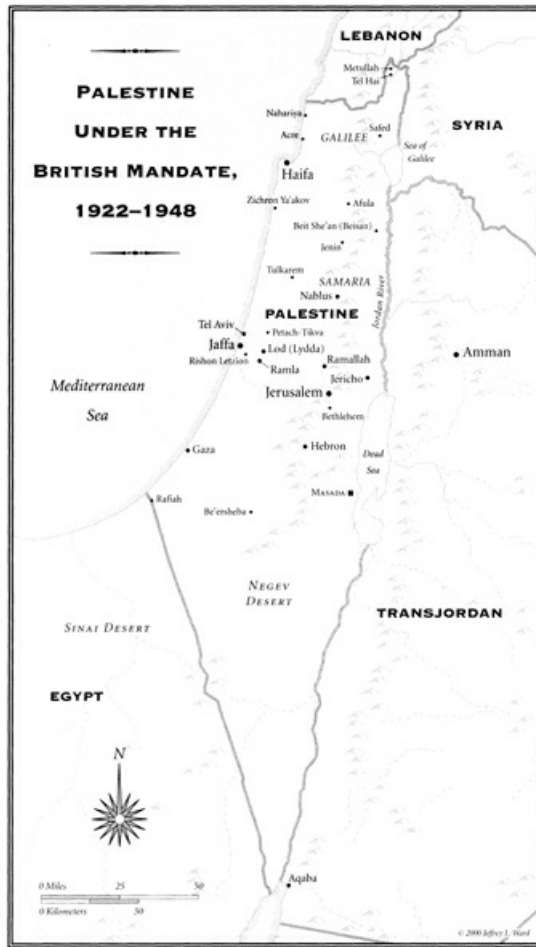 PALESTINE
UNDER THE
BRITISH MANDATE,
1922–1948
LEBANON
Metullah
Tel Hai
SYRIA
Nahariya
Acre
GALILEE
Safed
Sea of
Galilee
Haifa
Zichron Ya'akov
Afula
Beit She'an (Beisan)
Jenin
Tulkarem
SAMARIA
Nablus
Jordan River
PALESTINE
Tel Aviv
Petach-Tikva
Jaffa
Lod (Lydda)
Rishon Letzion
Ramla
Ramallah
Amman
Jericho
Mediterranean
Sea
Jerusalem
Bethlehem
Gaza
Hebron
Dead
Sea
MASADA
Rafiah
Be'ersheba
NEGEV
DESERT
TRANSJORDAN
SINAI DESERT
EGYPT
N
0 Miles 25 50
0 Kilometers 50
Aqaba
© 2000 Jeffrey L. Ward